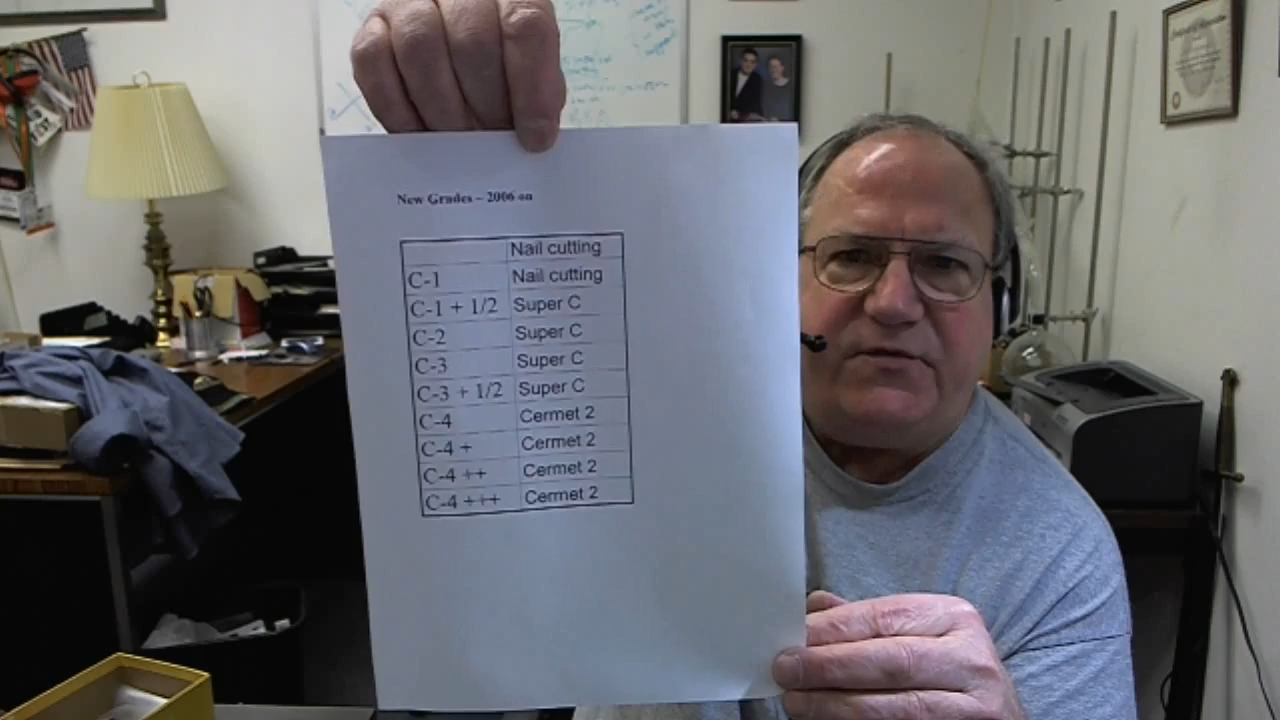 New Grades – 2006 on
Nail cutting
C-1 Nail cutting
C-1 + 1/2 Super C
C-2 Super C
C-3 Super C
C-3 + 1/2 Super C
C-4 Cermet 2
C-4 + Cermet 2
C-4 ++ Cermet 2
C-4 +++ Cermet 2